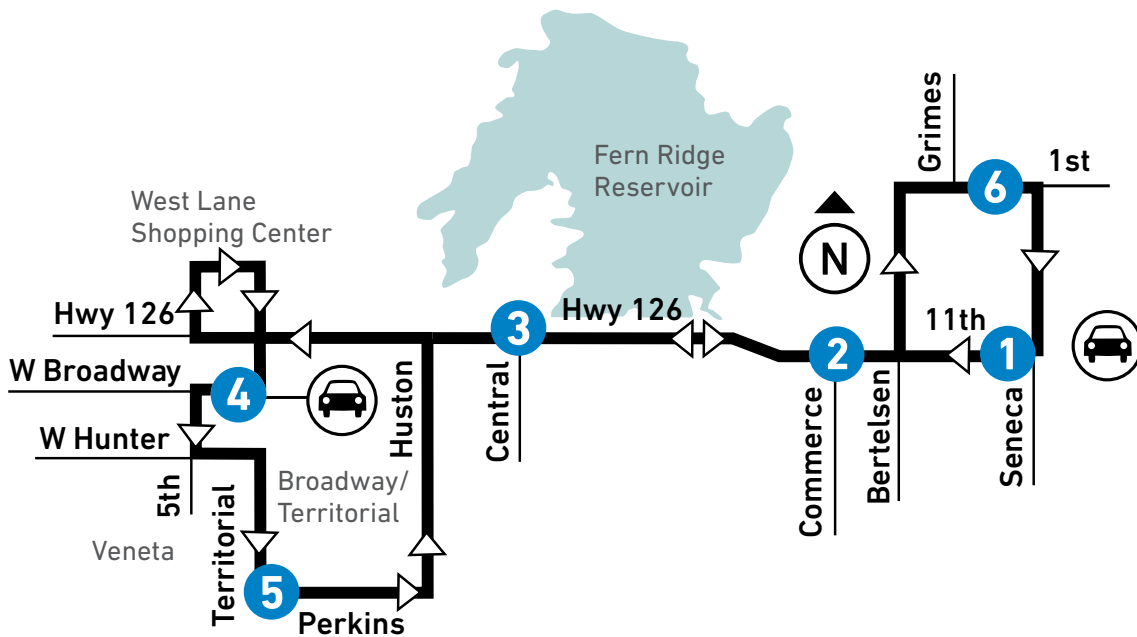 Grimes
6
1st
Fern Ridge
Reservoir
West Lane
Shopping Center
N
Hwy 126
3
Hwy 126
11th
2
1
W Broadway
4
Huston
Central
Commerce
Bertelsen
Seneca
W Hunter
5th
Territorial
Broadway/
Territorial
Veneta
5
Perkins